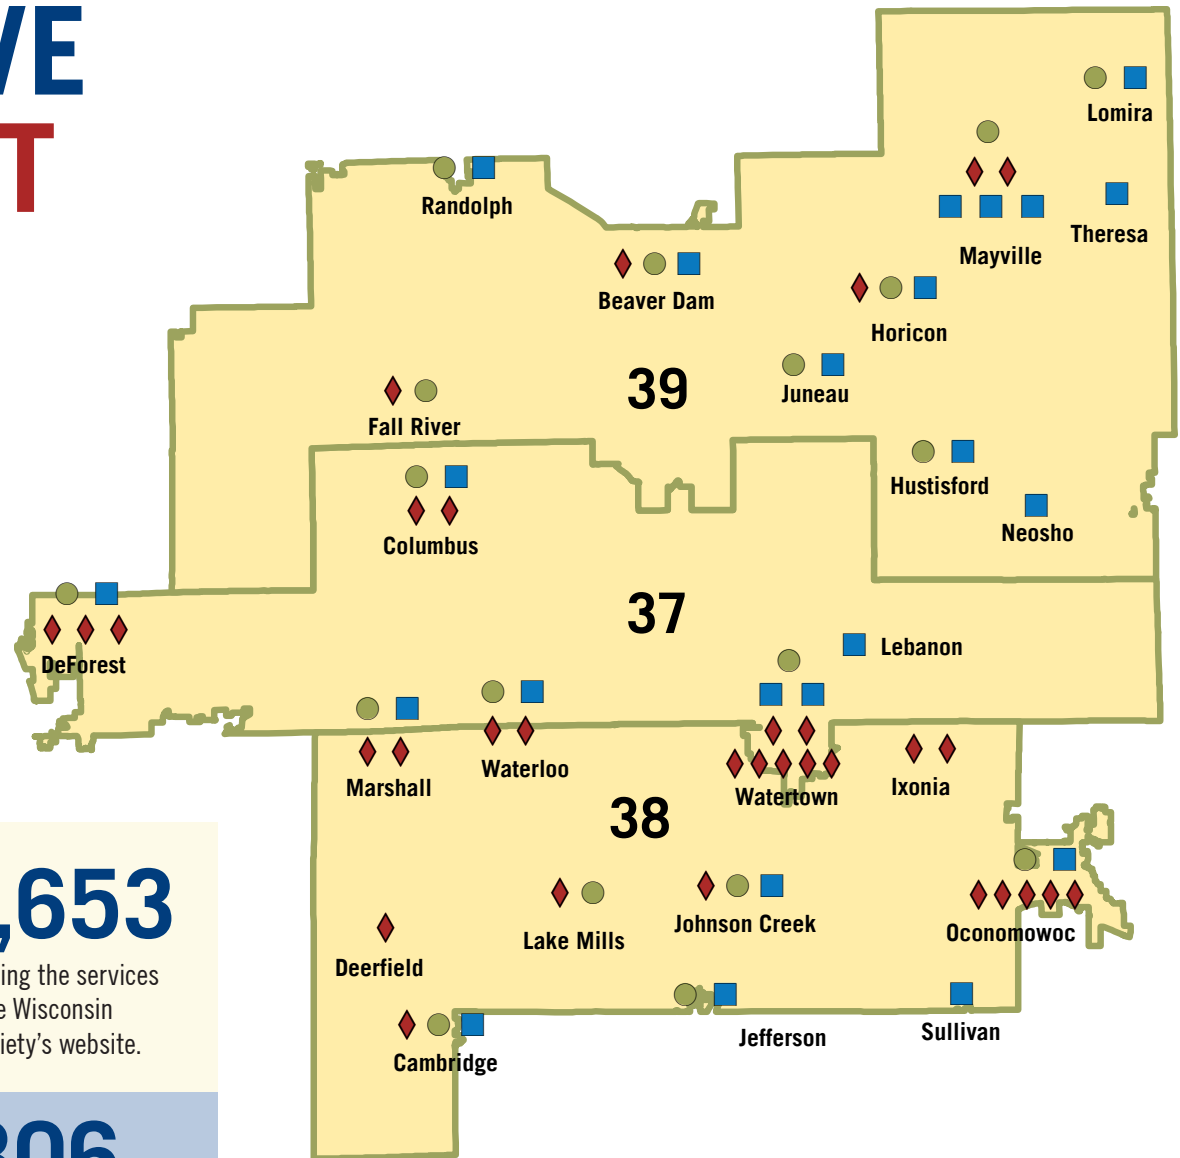 VE
T
Lomira
Randolph
Theresa
Mayville
Beaver Dam
Horicon
39
Juneau
Fall River
Hustisford
Columbus
Neosho
37
Lebanon
DeForest
Waterloo
Marshall
Ixonia
Watertown
38
Johnson Creek
Lake Mills
Oconomowoc
Deerfield
Sullivan
Jefferson
Cambridge
,653
ing the services
e Wisconsin
iety’s website.
306